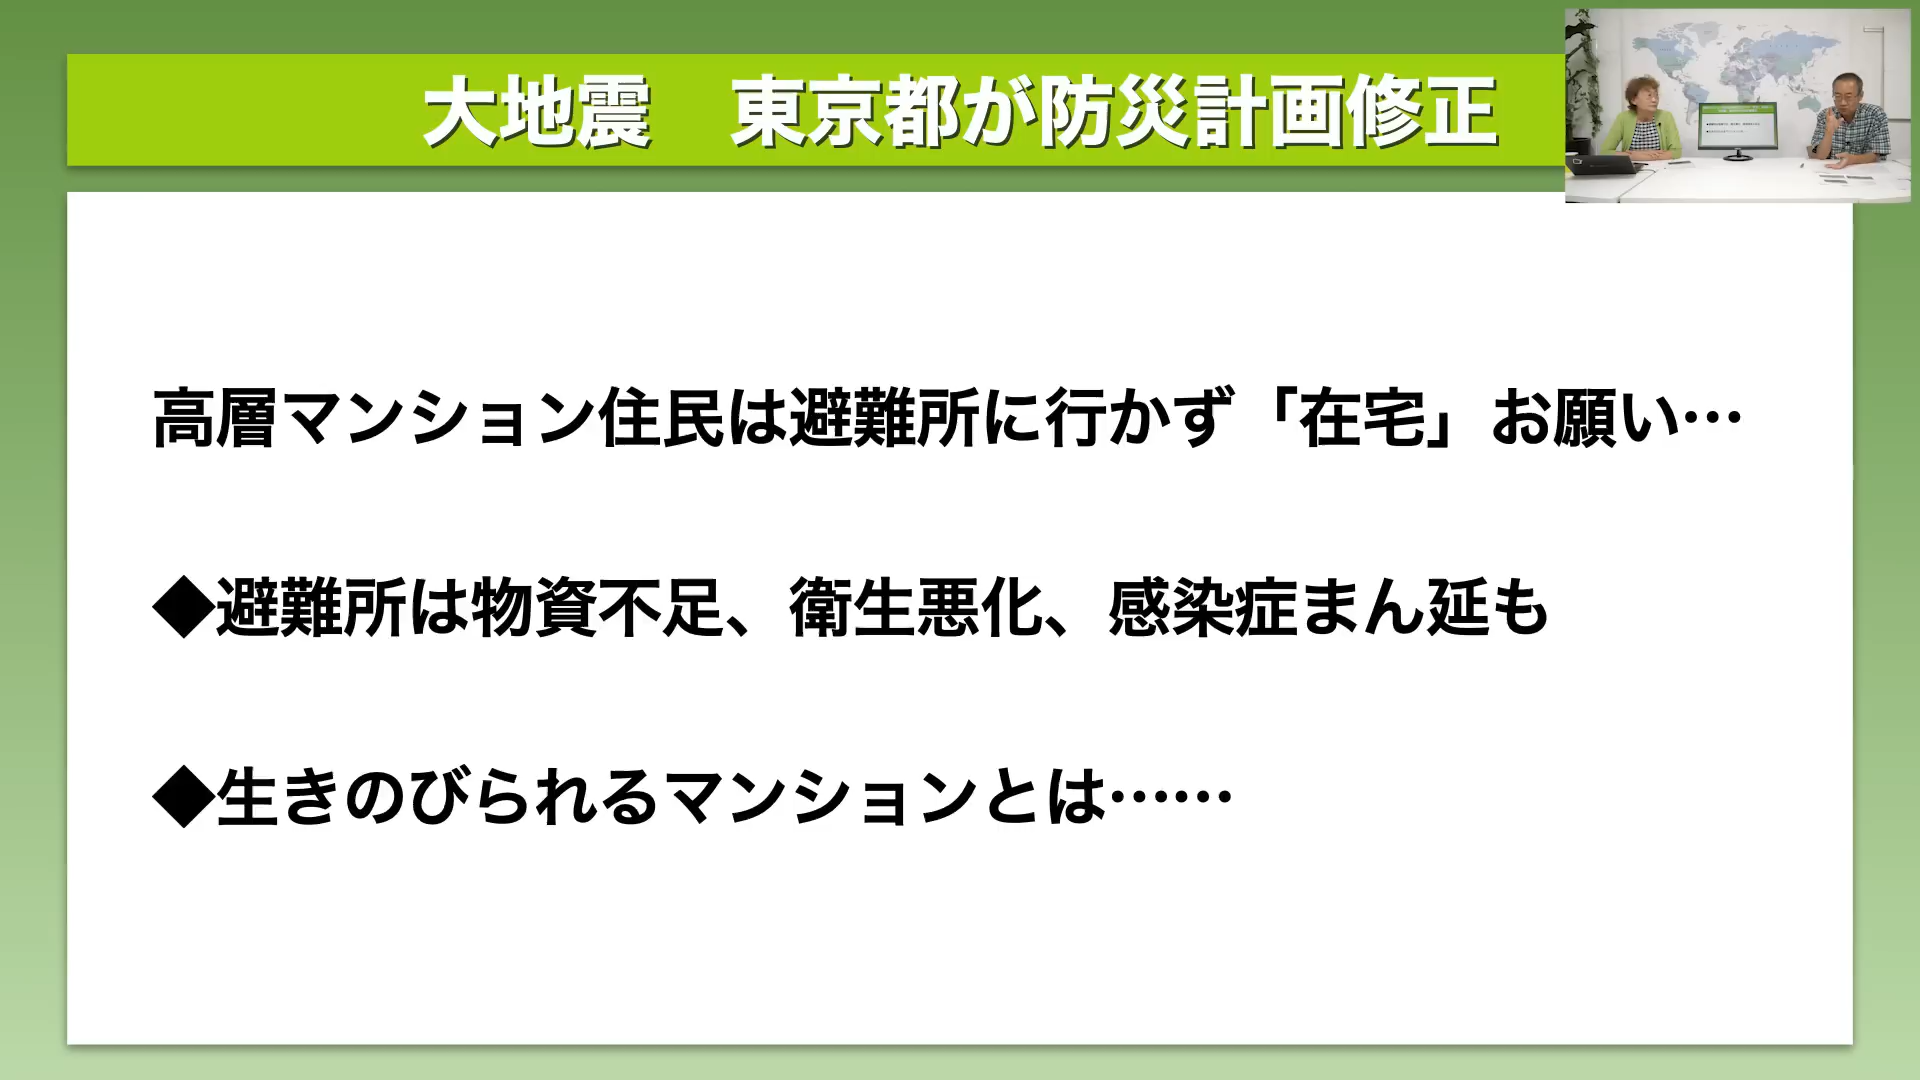 大地震　東京都が防災計画修正
高層マンション住民は避難所に行かず「在宅」お願い…
◆避難所は物資不足、衛生悪化、感染症まん延も
◆生きのびられるマンションとは……